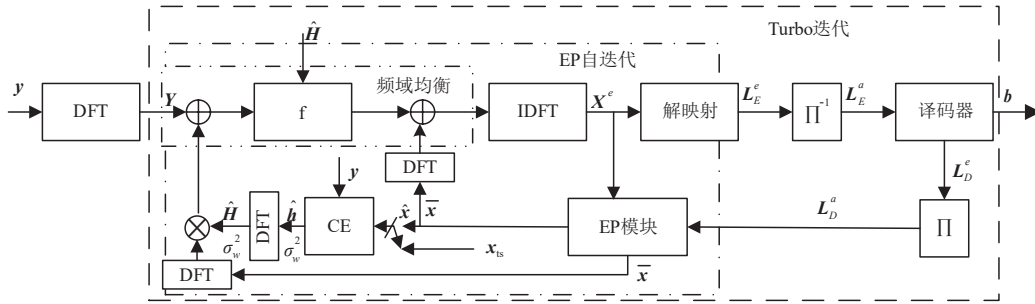 Turbo迭代
Ĥ
EP自迭代
频域均衡
y
DFT
Y
f
IDFT
X^e
解映射
L_E^e
∏^{-1}
L_E^a
译码器
b
DFT
y
L_D^e
Ĥ
σ_w^2
DFT
ĥ
σ_w^2
CE
x̂
x̄
EP模块
L_D^a
∏
x_ts
DFT
x̄